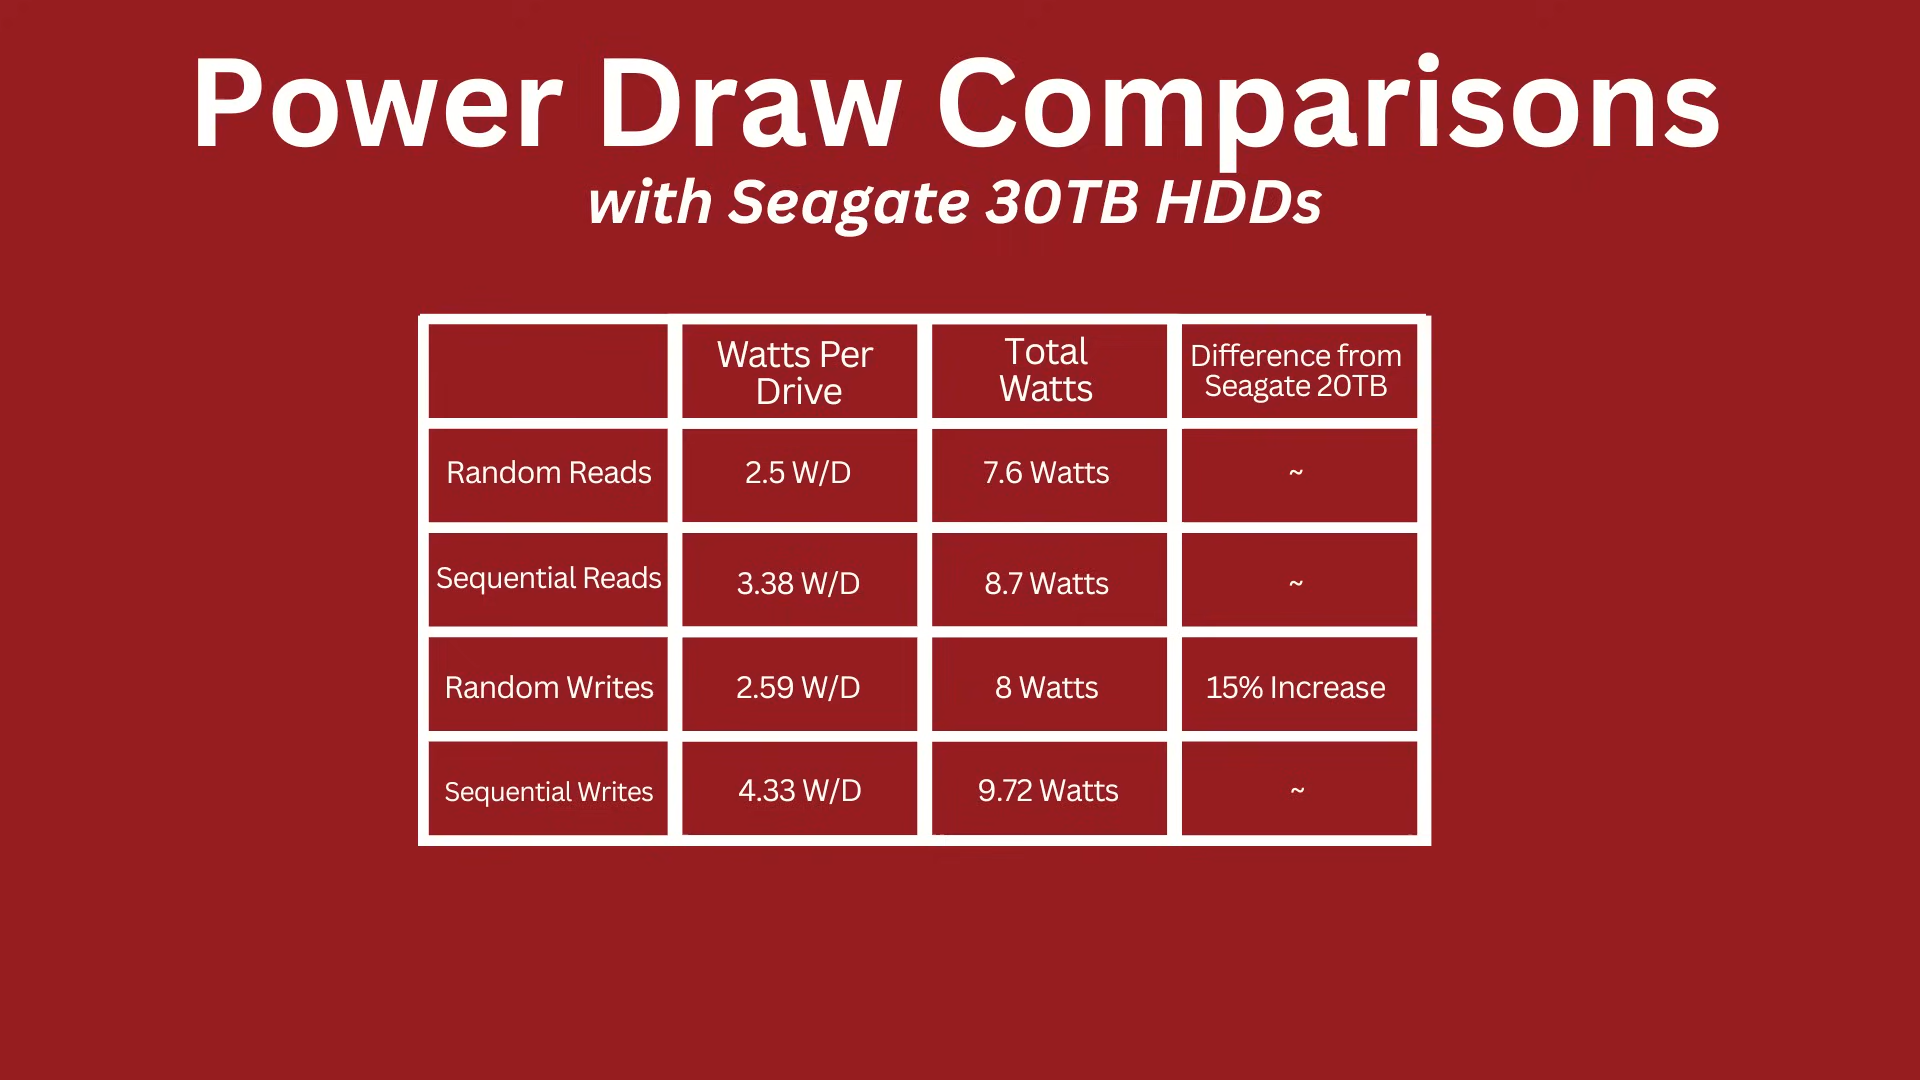 Power Draw Comparisons
with Seagate 30TB HDDs
Watts Per
Drive
Total
Watts
Difference from
Seagate 20TB
Random Reads
2.5 W/D
7.6 Watts
~
Sequential Reads
3.38 W/D
8.7 Watts
~
Random Writes
2.59 W/D
8 Watts
15% Increase
Sequential Writes
4.33 W/D
9.72 Watts
~